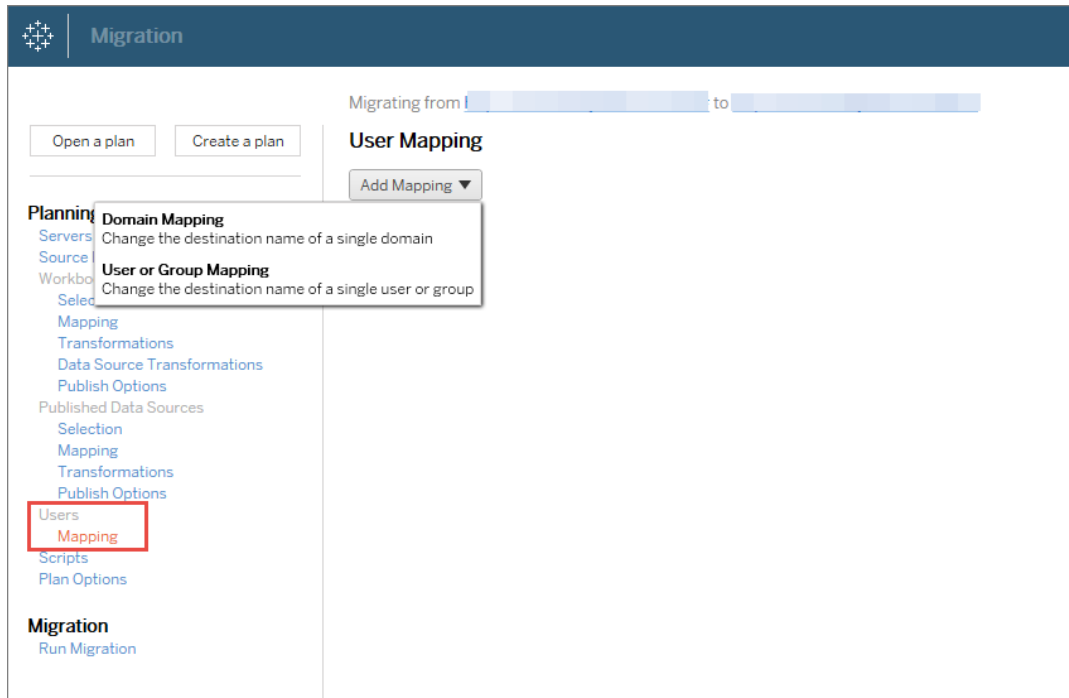 Migration
Migrating from to
Open a plan
Create a plan
User Mapping
Add Mapping ▼
Domain Mapping
Change the destination name of a single domain
User or Group Mapping
Change the destination name of a single user or group
Planning
Servers
Source
Mapping
Transformations
Data Source Transformations
Publish Options
Published Data Sources
Selection
Mapping
Transformations
Publish Options
Users
Mapping
Scripts
Plan Options
Migration
Run Migration